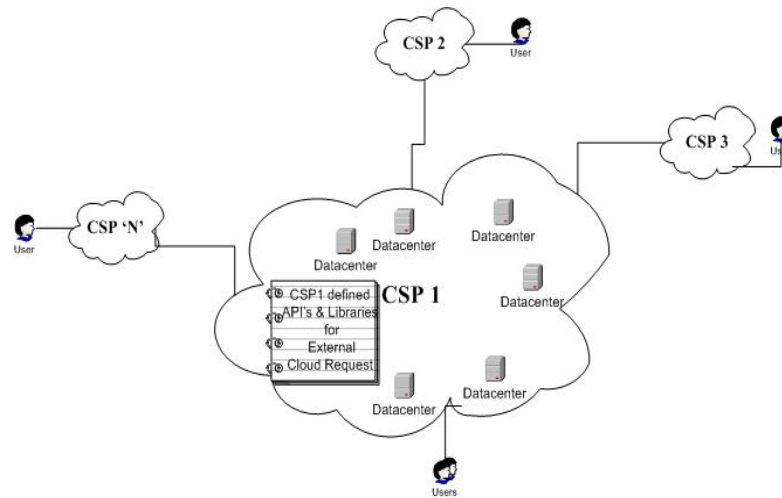 CSP 2
User
CSP 3
CSP ‘N’
User
Datacenter
Datacenter
Datacenter
Datacenter
CSP 1
CSP1 defined
API's & Libraries
for
External
Cloud Request
Datacenter
Datacenter
Users